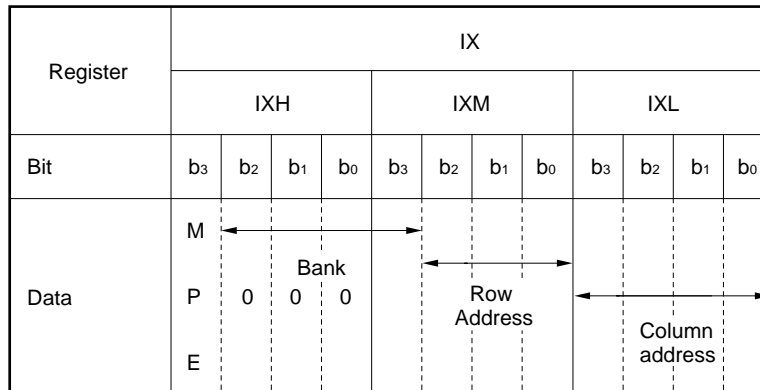 Register
IX
IXH IXM IXL
Bit b3 b2 b1 b0 b3 b2 b1 b0 b3 b2 b1 b0
Data
M
Bank
P 0 0 0
Row
Address
Column
address
E